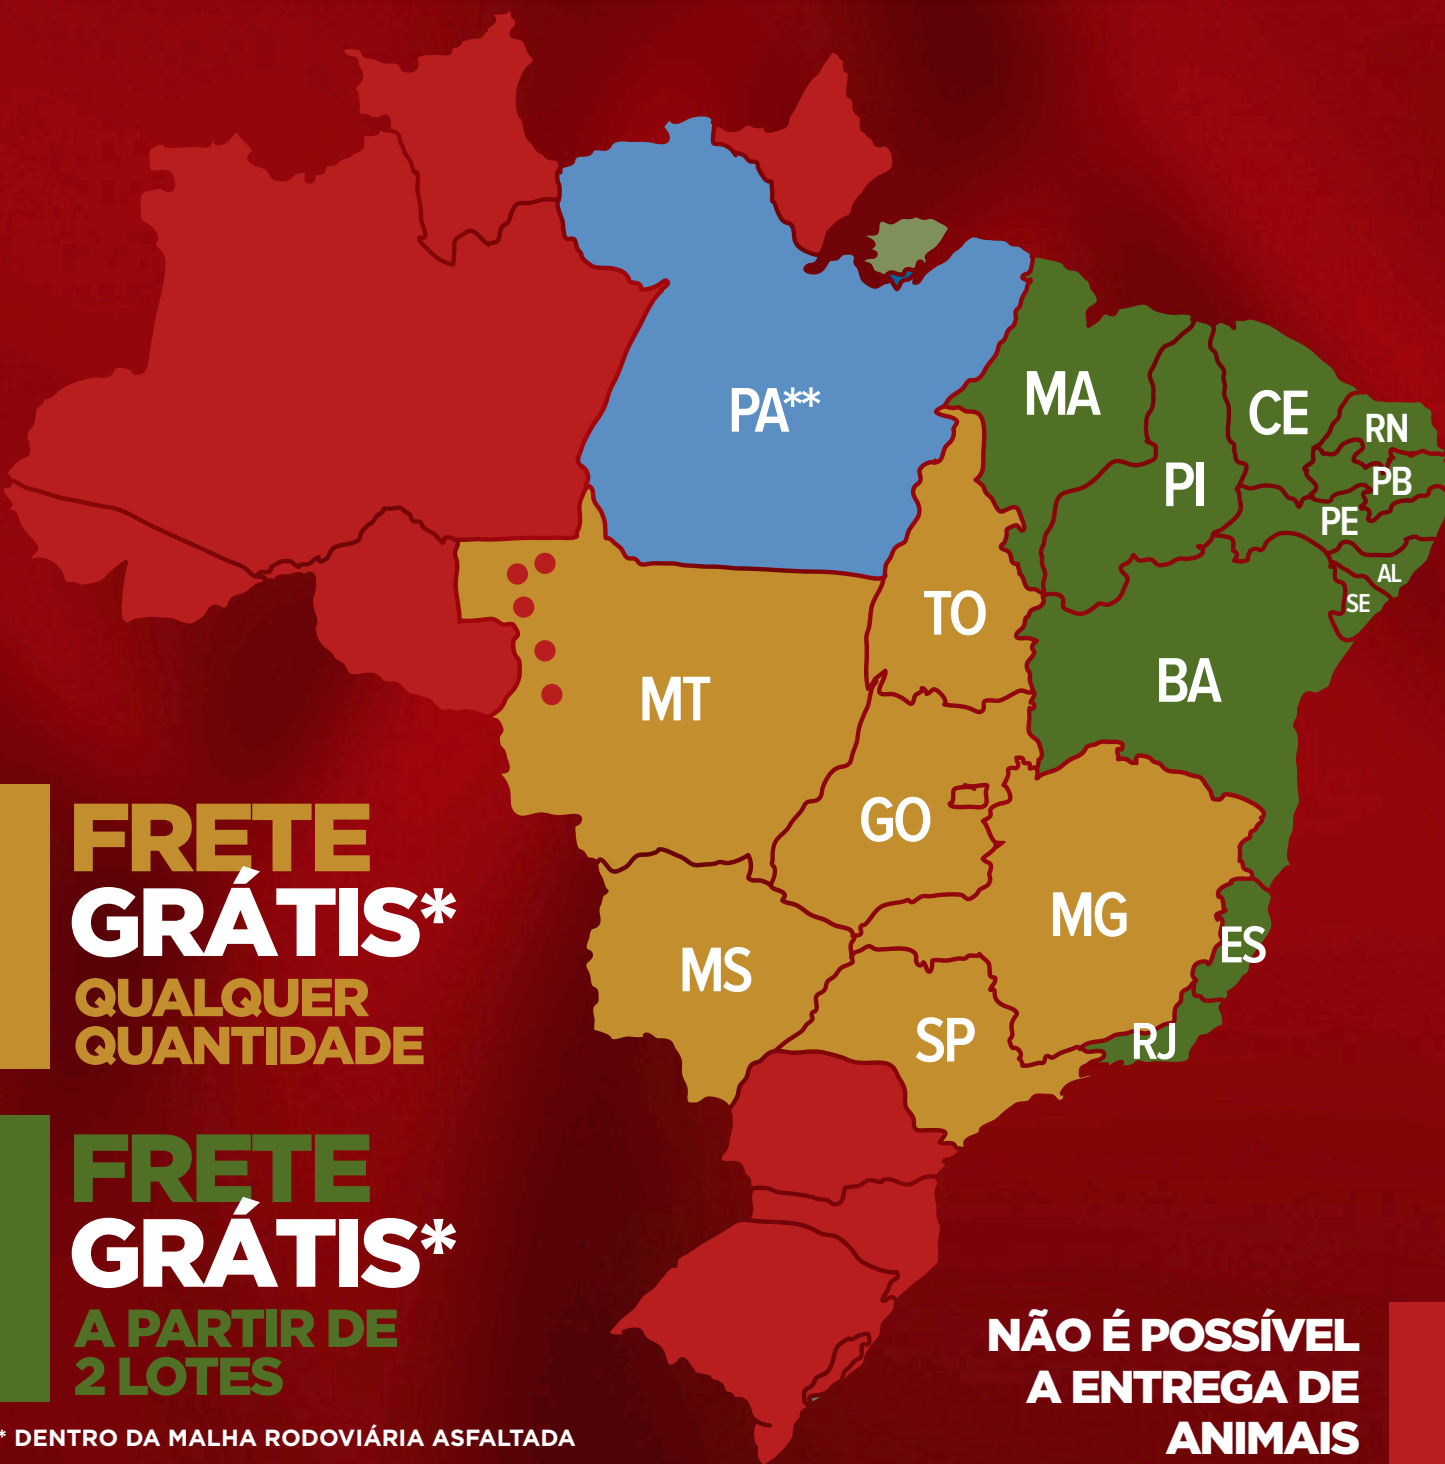 PA**
MA
CE
RN
PI
PB
PE
AL
SE
TO
BA
MT
GO
MG
ES
MS
SP
RJ
FRETE
GRÁTIS*
QUALQUER
QUANTIDADE
FRETE
GRÁTIS*
A PARTIR DE
2 LOTES
* DENTRO DA MALHA RODOVIÁRIA ASFALTADA
NÃO É POSSÍVEL
A ENTREGA DE
ANIMAIS